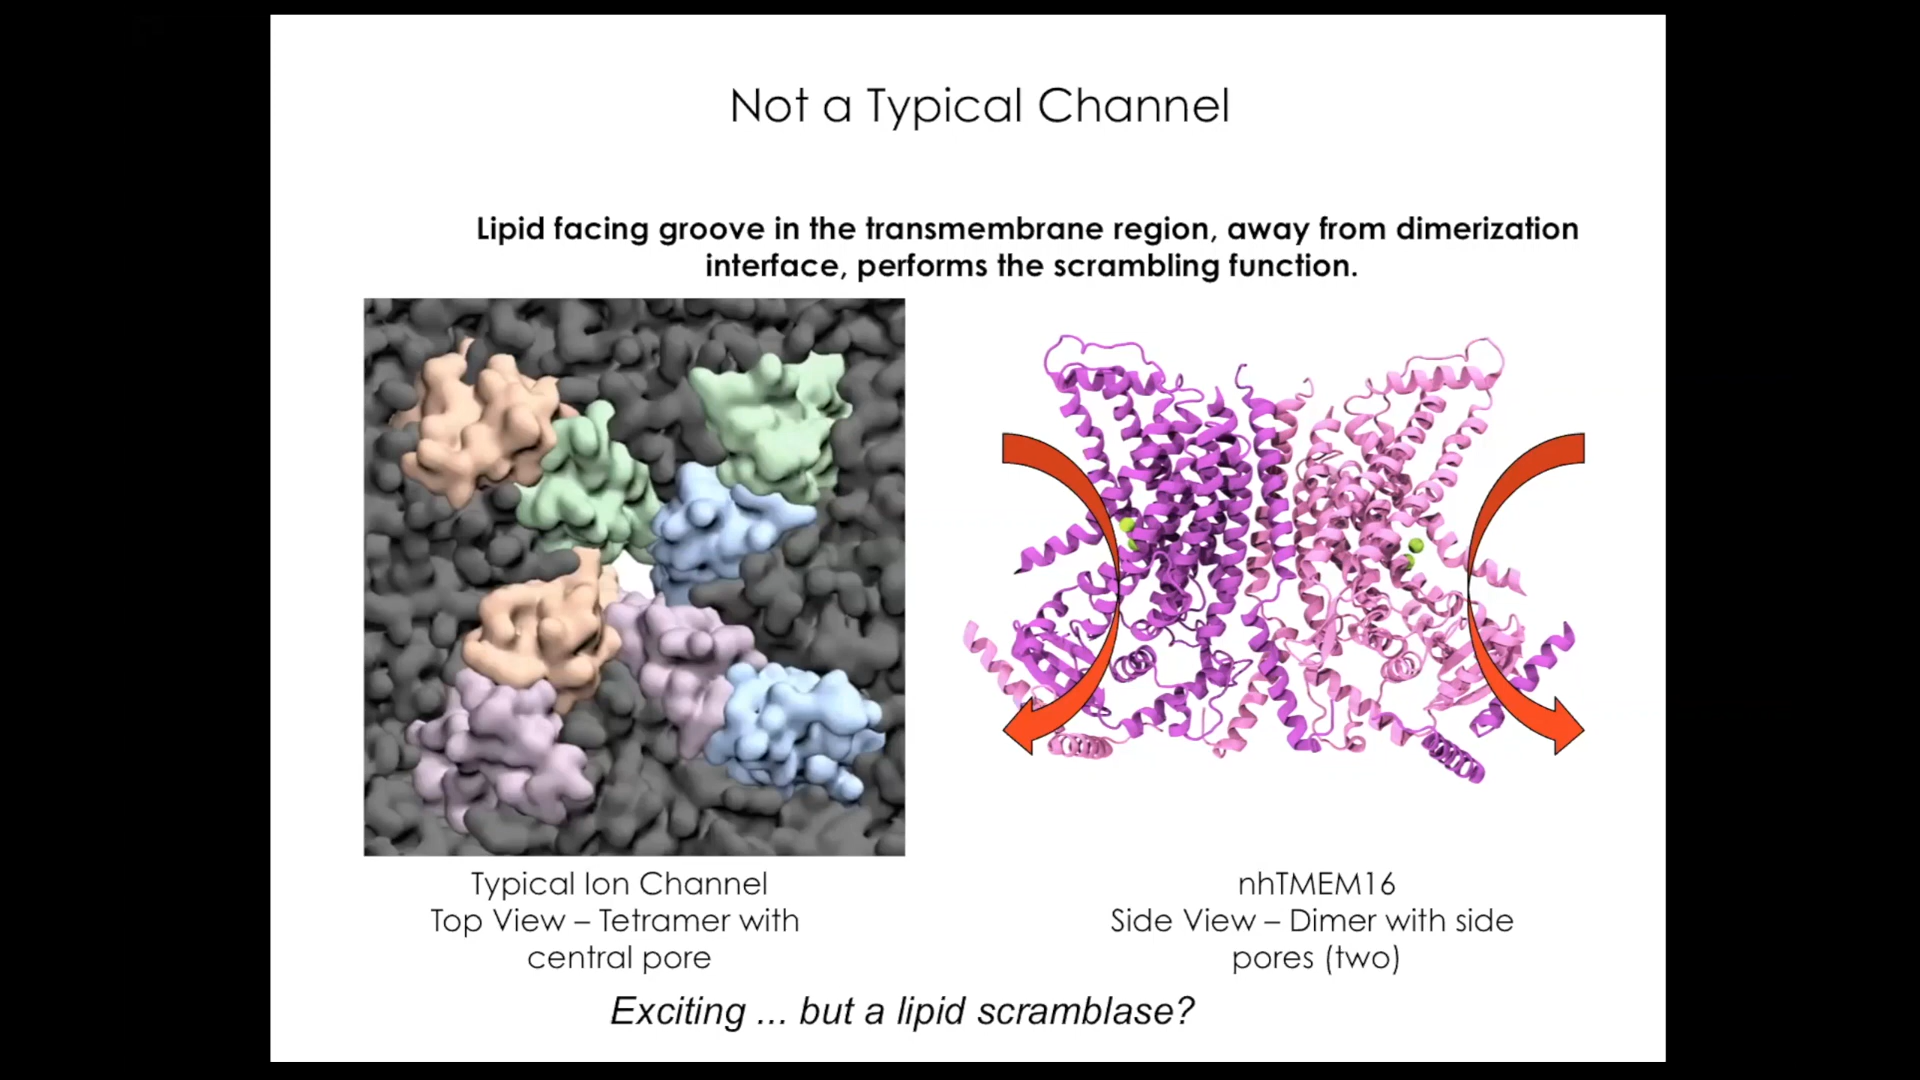 Not a Typical Channel
Lipid facing groove in the transmembrane region, away from dimerization
interface, performs the scrambling function.
Typical Ion Channel
Top View – Tetramer with
central pore
nhTMEM16
Side View – Dimer with side
pores (two)
Exciting ... but a lipid scramblase?